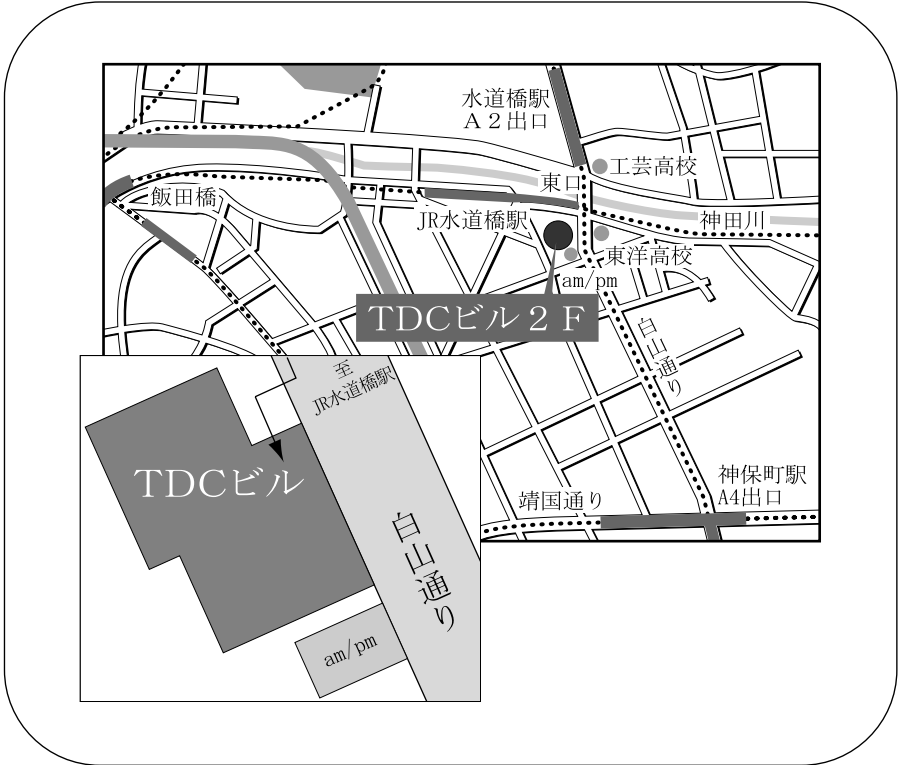 水道橋駅
A２出口
工芸高校
東口
飯田橋
JR水道橋駅
神田川
東洋高校
am/pm
TDCビル２F
白山通り
至
JR水道橋駅
TDCビル
神保町駅
A4出口
靖国通り
白山通り
am/pm